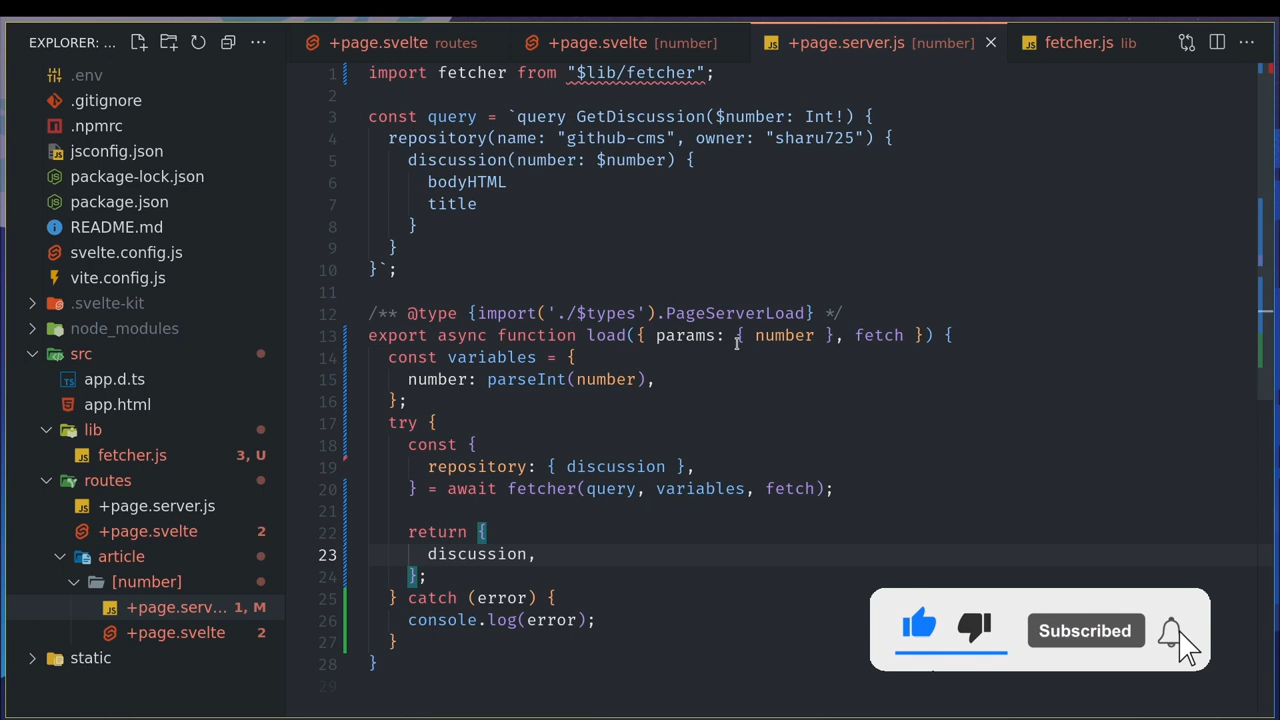 EXPLORER: ...
+page.svelte routes
+page.svelte [number]
+page.server.js [number]
fetcher.js lib
.env
.gitignore
.npmrc
jsconfig.json
package-lock.json
package.json
README.md
svelte.config.js
vite.config.js
.svelte-kit
node_modules
src
app.d.ts
app.html
lib
fetcher.js 3, U
routes
+page.server.js
+page.svelte 2
article
[number]
+page.serv... 1, M
+page.svelte 2
static
1 import fetcher from "$lib/fetcher";
2
3 const query = `query GetDiscussion($number: Int!) {
4 repository(name: "github-cms", owner: "sharu725") {
5 discussion(number: $number) {
6 bodyHTML
7 title
8 }
9 }
10 }`;
11
12 /** @type {import('./$types').PageServerLoad} */
13 export async function load({ params: { number }, fetch }) {
14 const variables = {
15 number: parseInt(number),
16 };
17 try {
18 const {
19 repository: { discussion },
20 } = await fetcher(query, variables, fetch);
21
22 return {
23 discussion,
24 };
25 } catch (error) {
26 console.log(error);
27 }
28 }
29
Subscribed